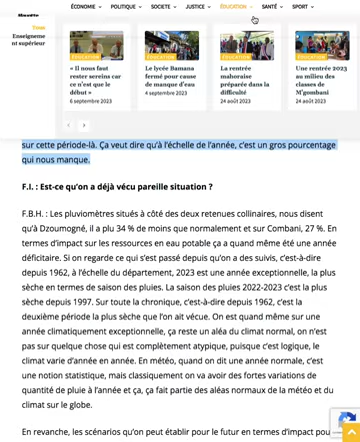 ÉCONOMIE POLITIQUE SOCIETE JUSTICE ÉDUCATION SANTÉ SPORT
Enseigneme
nt supérieur
ÉDUCATION ÉDUCATION ÉDUCATION ÉDUCATION
« Il nous faut
rester sereins car
ce n'est que le
début »
6 septembre 2023
Le lycée Bamana
fermé pour cause
de manque d'eau
4 septembre 2023
La rentrée
mahoraise
préparée dans la
difficulté
24 août 2023
Une rentrée 2023
au milieu des
classes de
M'gombani
24 août 2023
sur cette période-là. Ça veut dire qu'à l'échelle de l'année, c'est un gros pourcentage
qui nous manque.
F.I. : Est-ce qu'on a déjà vécu pareille situation ?
F.B.H. : Les pluviomètres situés à côté des deux retenues collinaires, nous disent
qu'à Dzoumogné, il a plu 34 % de moins que normalement et sur Combani, 27 %. En
termes d'impact sur les ressources en eau potable ça a quand même été une année
déficitaire. Si on regarde ce qui s'est passé depuis qu'on a des suivis, c'est-à-dire
depuis 1962, à l'échelle du département, 2023 est une année exceptionnelle, la plus
sèche en termes de saison des pluies. La saison des pluies 2022-2023 c'est la plus
sèche depuis 1997. Sur toute la chronique, c'est-à-dire depuis 1962, c'est la
deuxième période la plus sèche que l'on ait vécue. On est quand même sur une
année climatiquement exceptionnelle, ça reste un aléa du climat normal, on n'est
pas sur quelque chose qui est complètement atypique, puisque c'est logique, le
climat varie d'année en année. En météo, quand on dit une année normale, c'est
une notion statistique, mais classiquement on va avoir des fortes variations de
quantité de pluie à l'année et ça, ça fait partie des aléas normaux de la météo et du
climat sur le globe.
En revanche, les scénarios qu'on peut établir pour le futur en termes d'impact pou